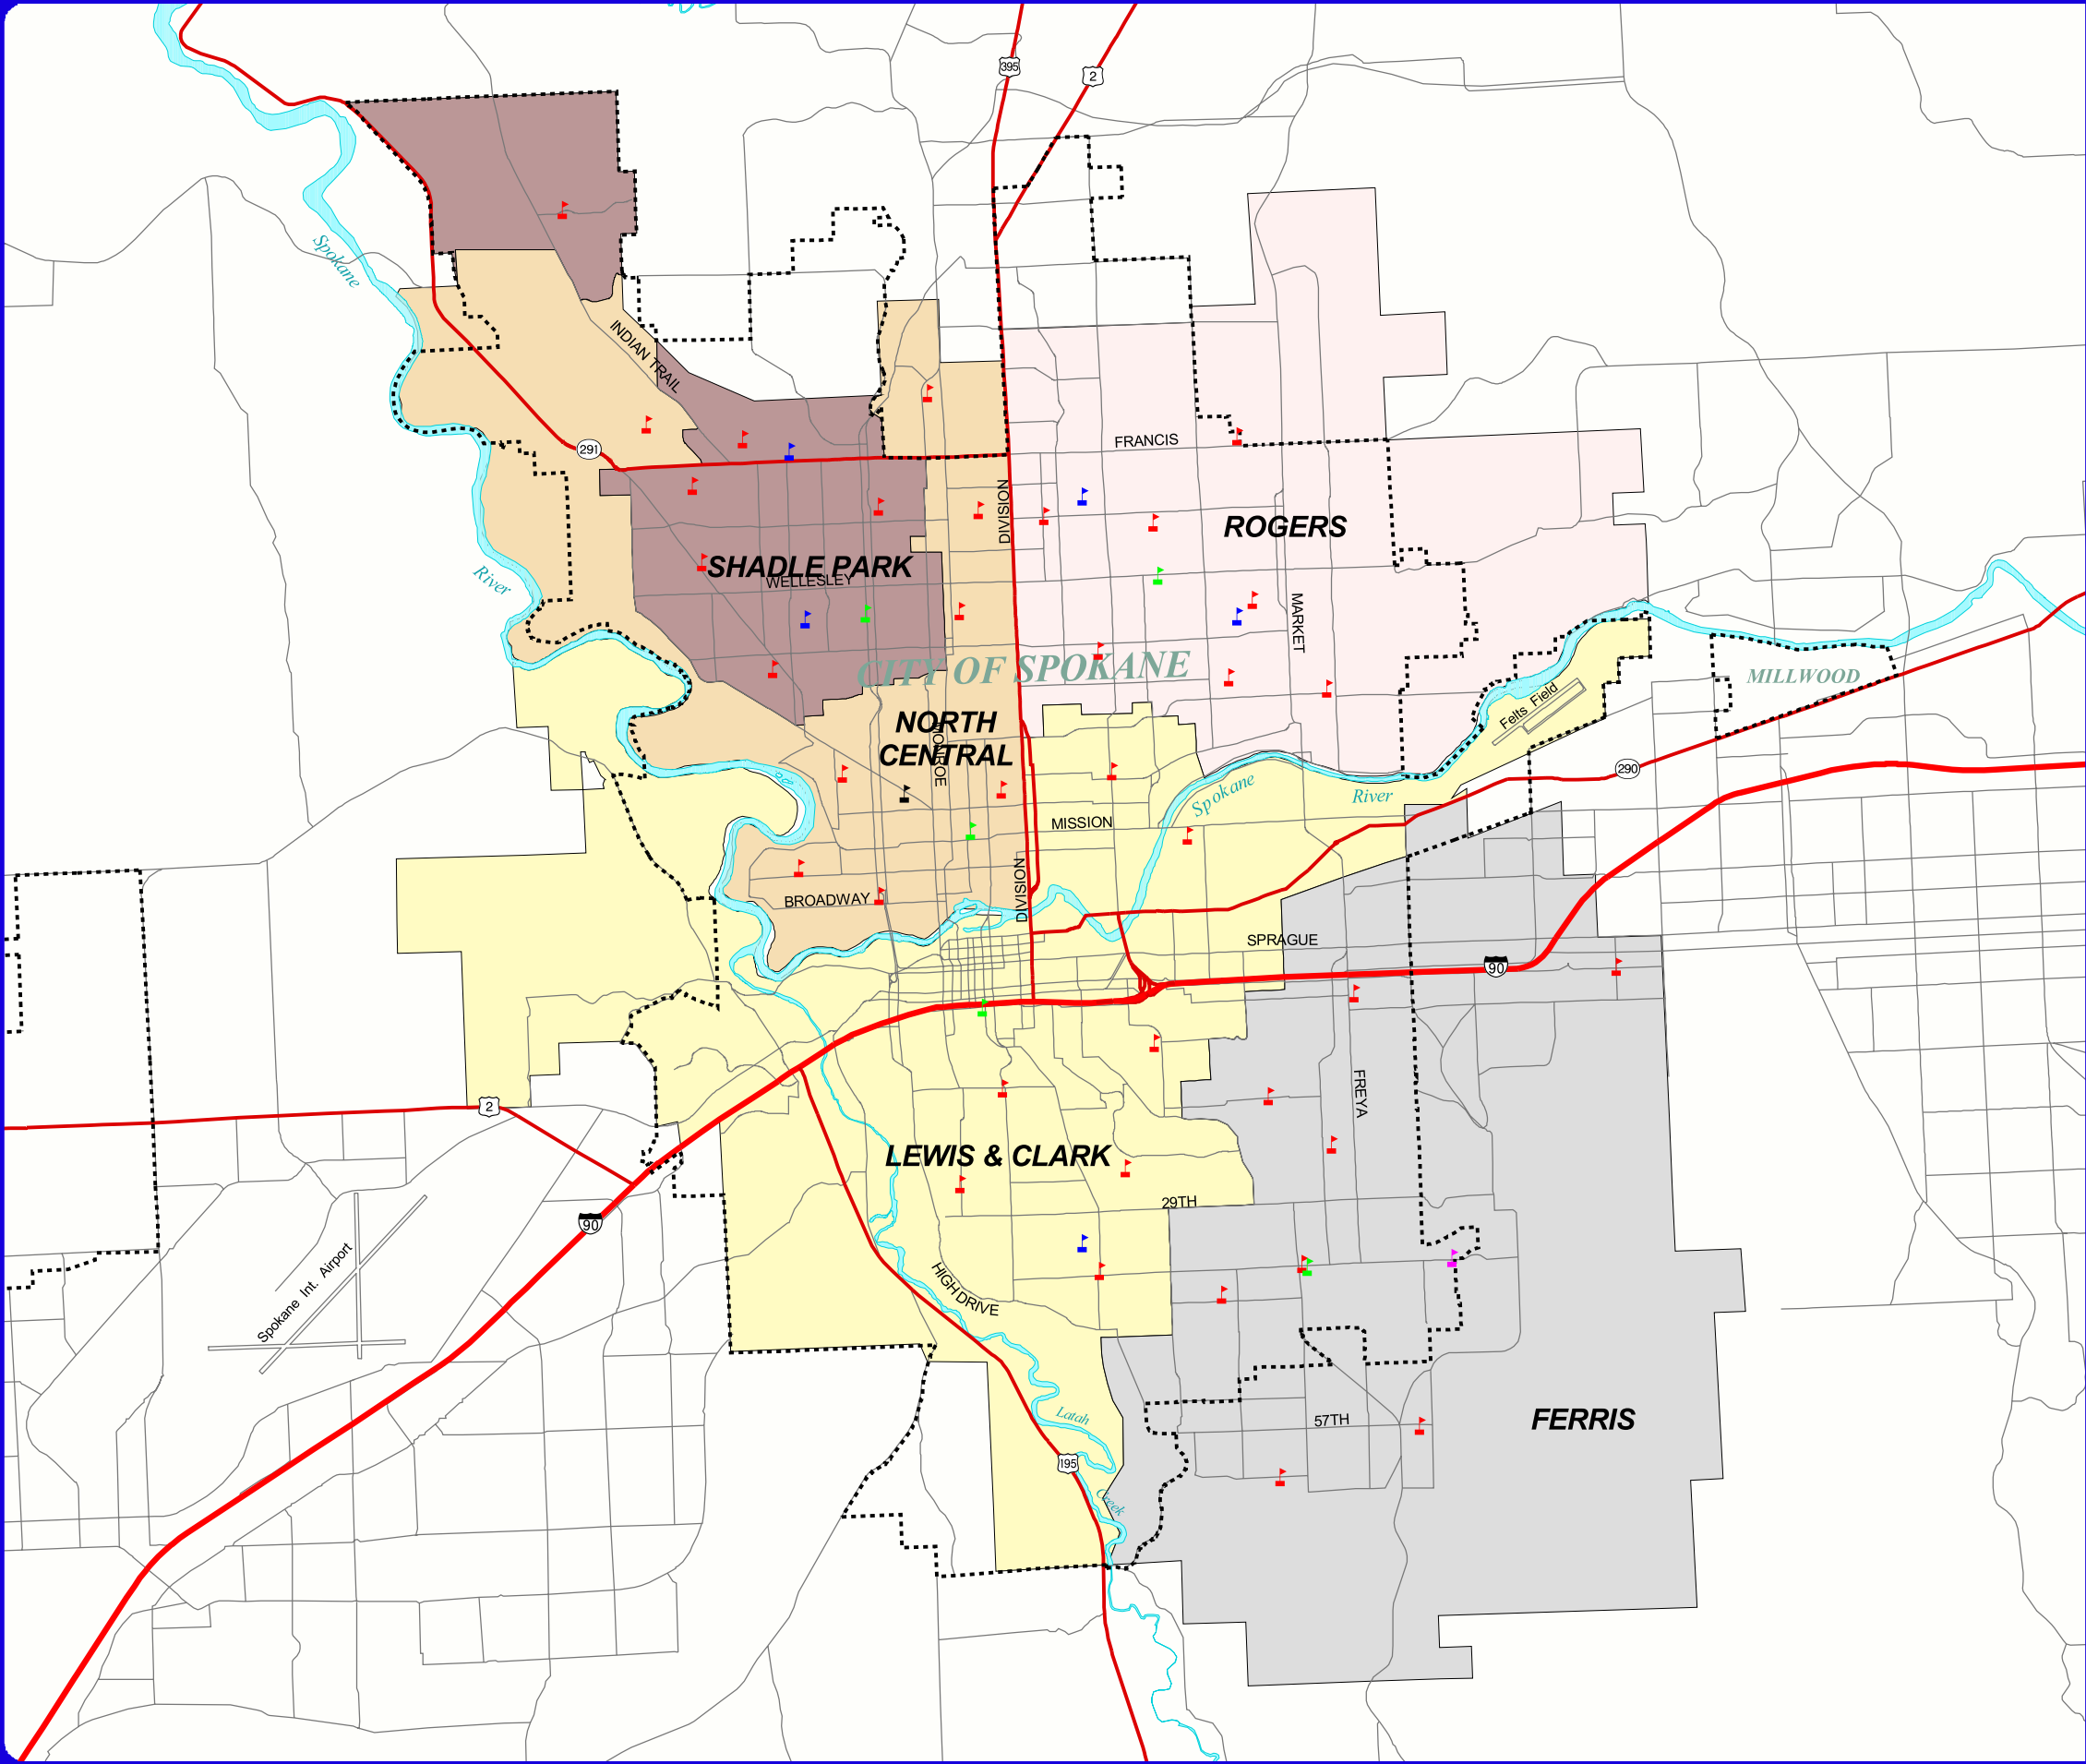 395
2
Spokane
INDIAN TRAIL
291
FRANCIS
DIVISION
ROGERS
SHADLE PARK
WELLESLEY
River
MARKET
CITY OF SPOKANE
MILLWOOD
Felts Field
NORTH
CENTRAL
MONROE
290
Spokane
River
MISSION
DIVISION
BROADWAY
SPRAGUE
90
FREYA
2
LEWIS & CLARK
29TH
90
Spokane Int. Airport
HIGH DRIVE
Latah
57TH
FERRIS
195
Creek